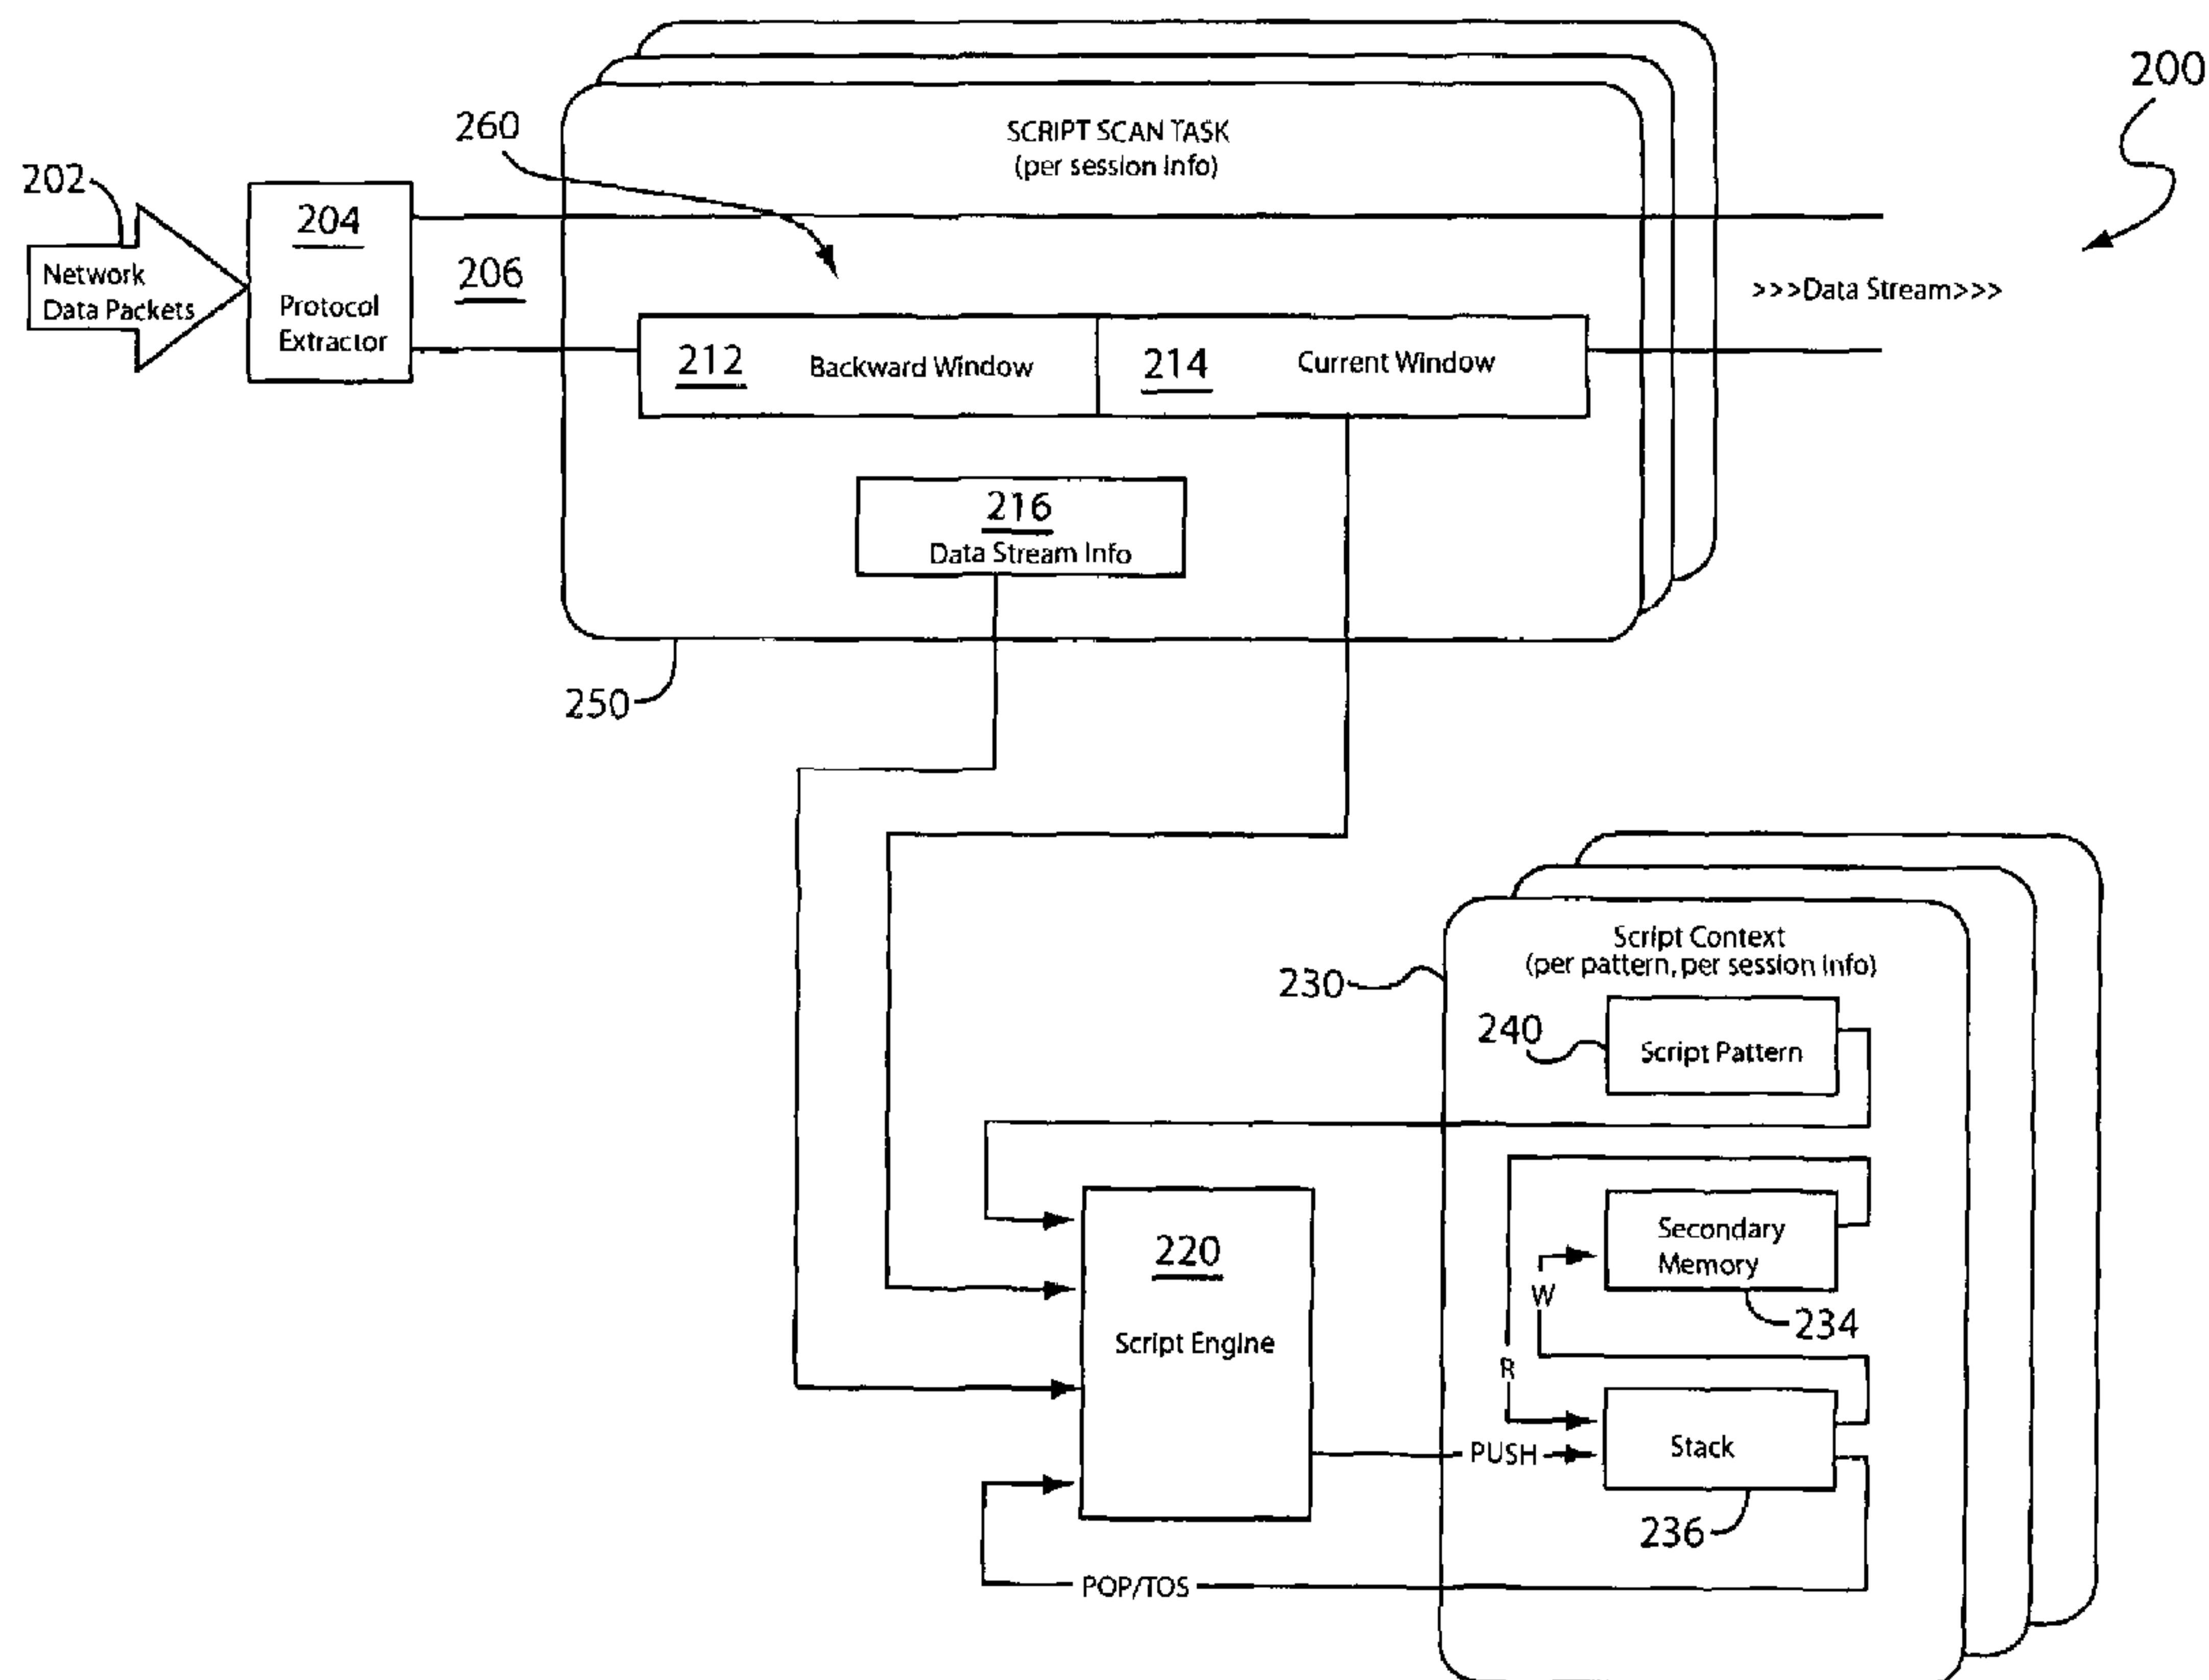 200
SCRIPT SCAN TASK
(per session info)
260
202
204
Protocol
Extractor
Network
Data Packets
206
>>>Data Stream>>>
212
Backward Window
214
Current Window
216
Data Stream Info
250
Script Context
(per pattern, per session info)
230
240
Script Pattern
220
Script Engine
Secondary
Memory
W
234
R
PUSH
Stack
236
POP/TOS